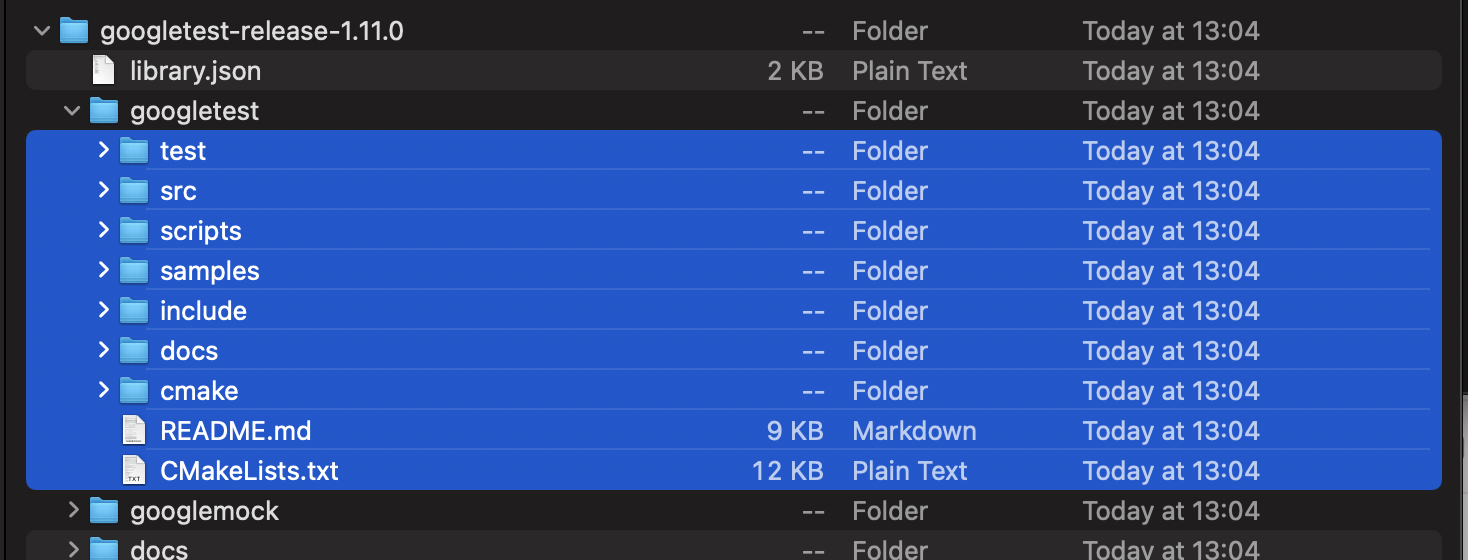 googletest-release-1.11.0 -- Folder Today at 13:04
library.json 2 KB Plain Text Today at 13:04
googletest -- Folder Today at 13:04
test -- Folder Today at 13:04
src -- Folder Today at 13:04
scripts -- Folder Today at 13:04
samples -- Folder Today at 13:04
include -- Folder Today at 13:04
docs -- Folder Today at 13:04
cmake -- Folder Today at 13:04
README.md 9 KB Markdown Today at 13:04
CMakeLists.txt 12 KB Plain Text Today at 13:04
googlemock -- Folder Today at 13:04
docs -- Folder Today at 13:04